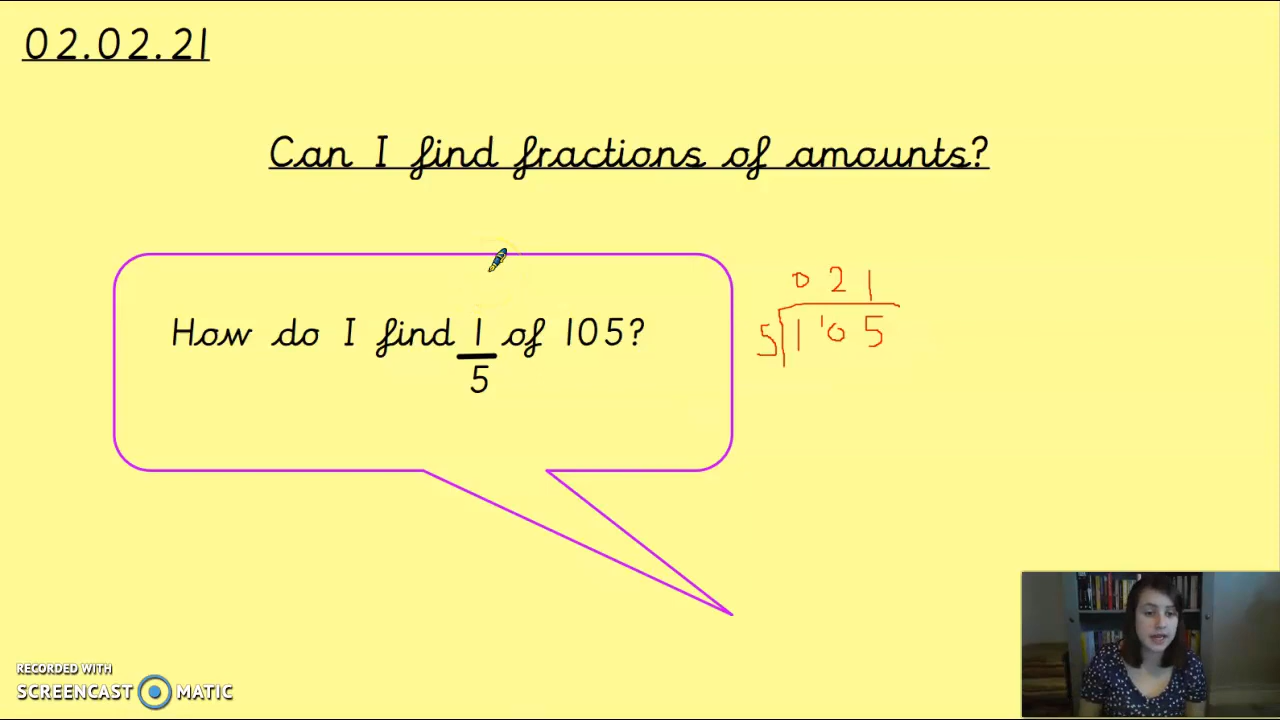 02.02.21
Can I find fractions of amounts?
How do I find 1 of 105?
5
0 2 1
5 1 1 0 5
RECORDED WITH
SCREENCAST MATIC